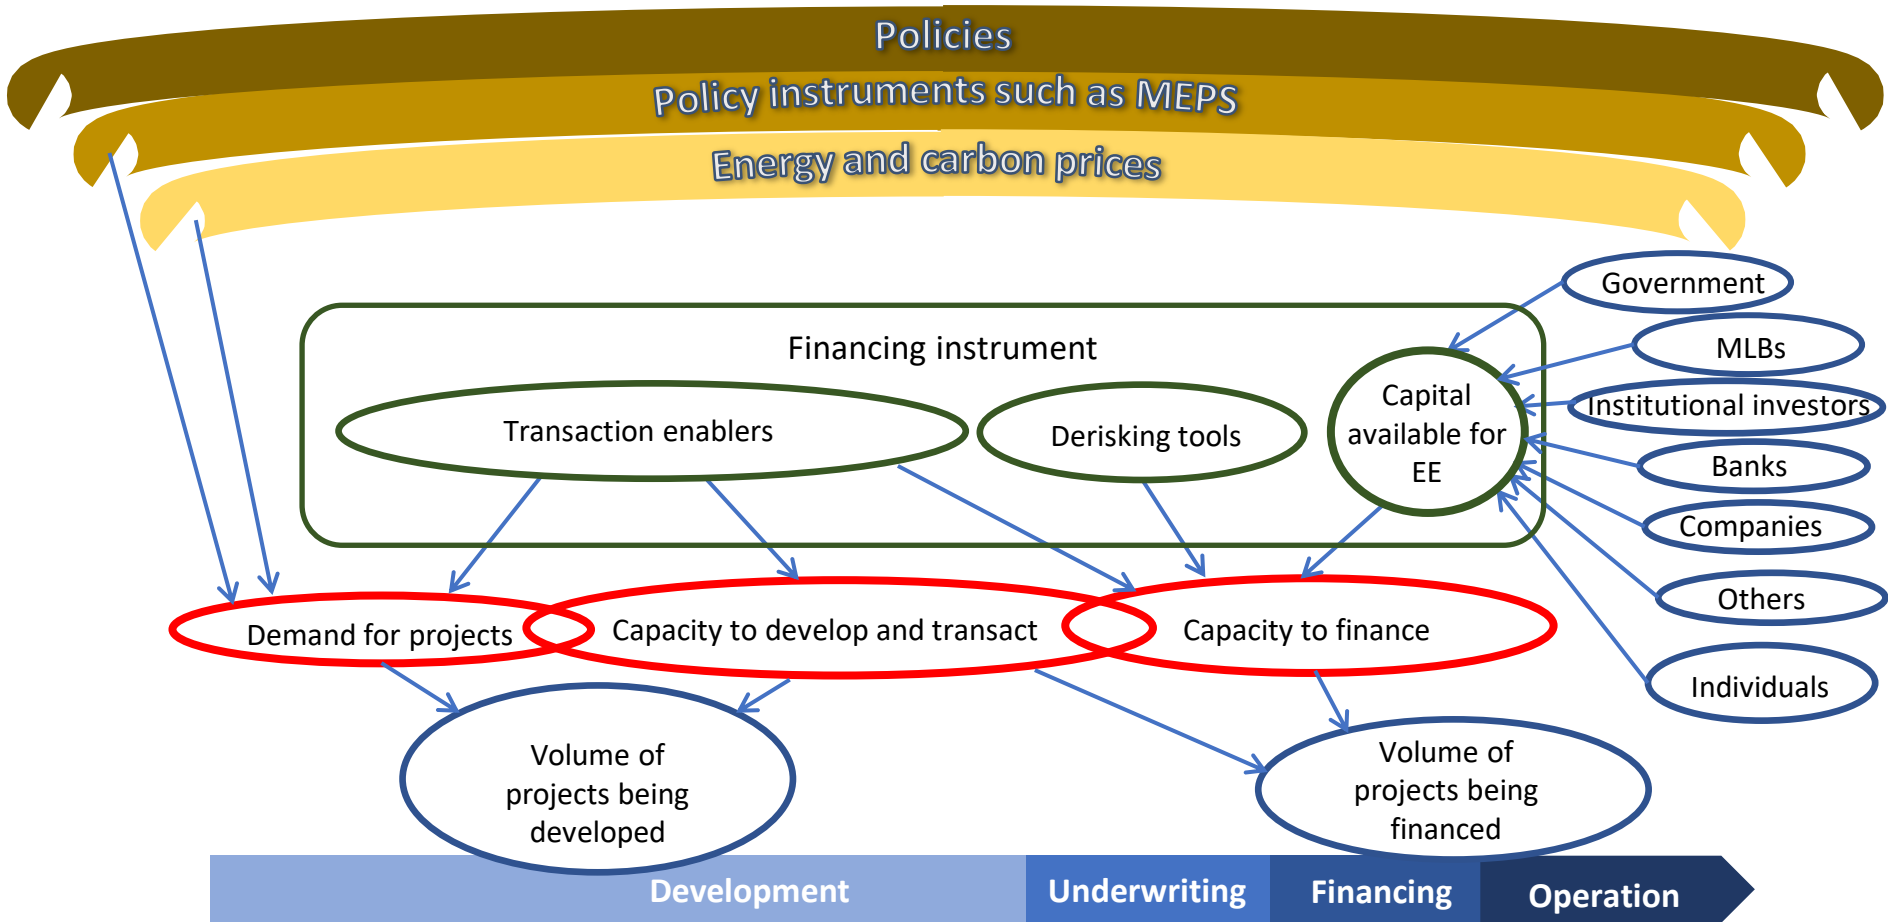 Policies
Policy instruments such as MEPS
Energy and carbon prices
Government
Financing instrument
MLBs
Capital
available for
EE
Institutional investors
Transaction enablers
Derisking tools
Banks
Companies
Others
Demand for projects
Capacity to develop and transact
Capacity to finance
Individuals
Volume of
projects being
developed
Volume of
projects being
financed
Development
Underwriting
Financing
Operation